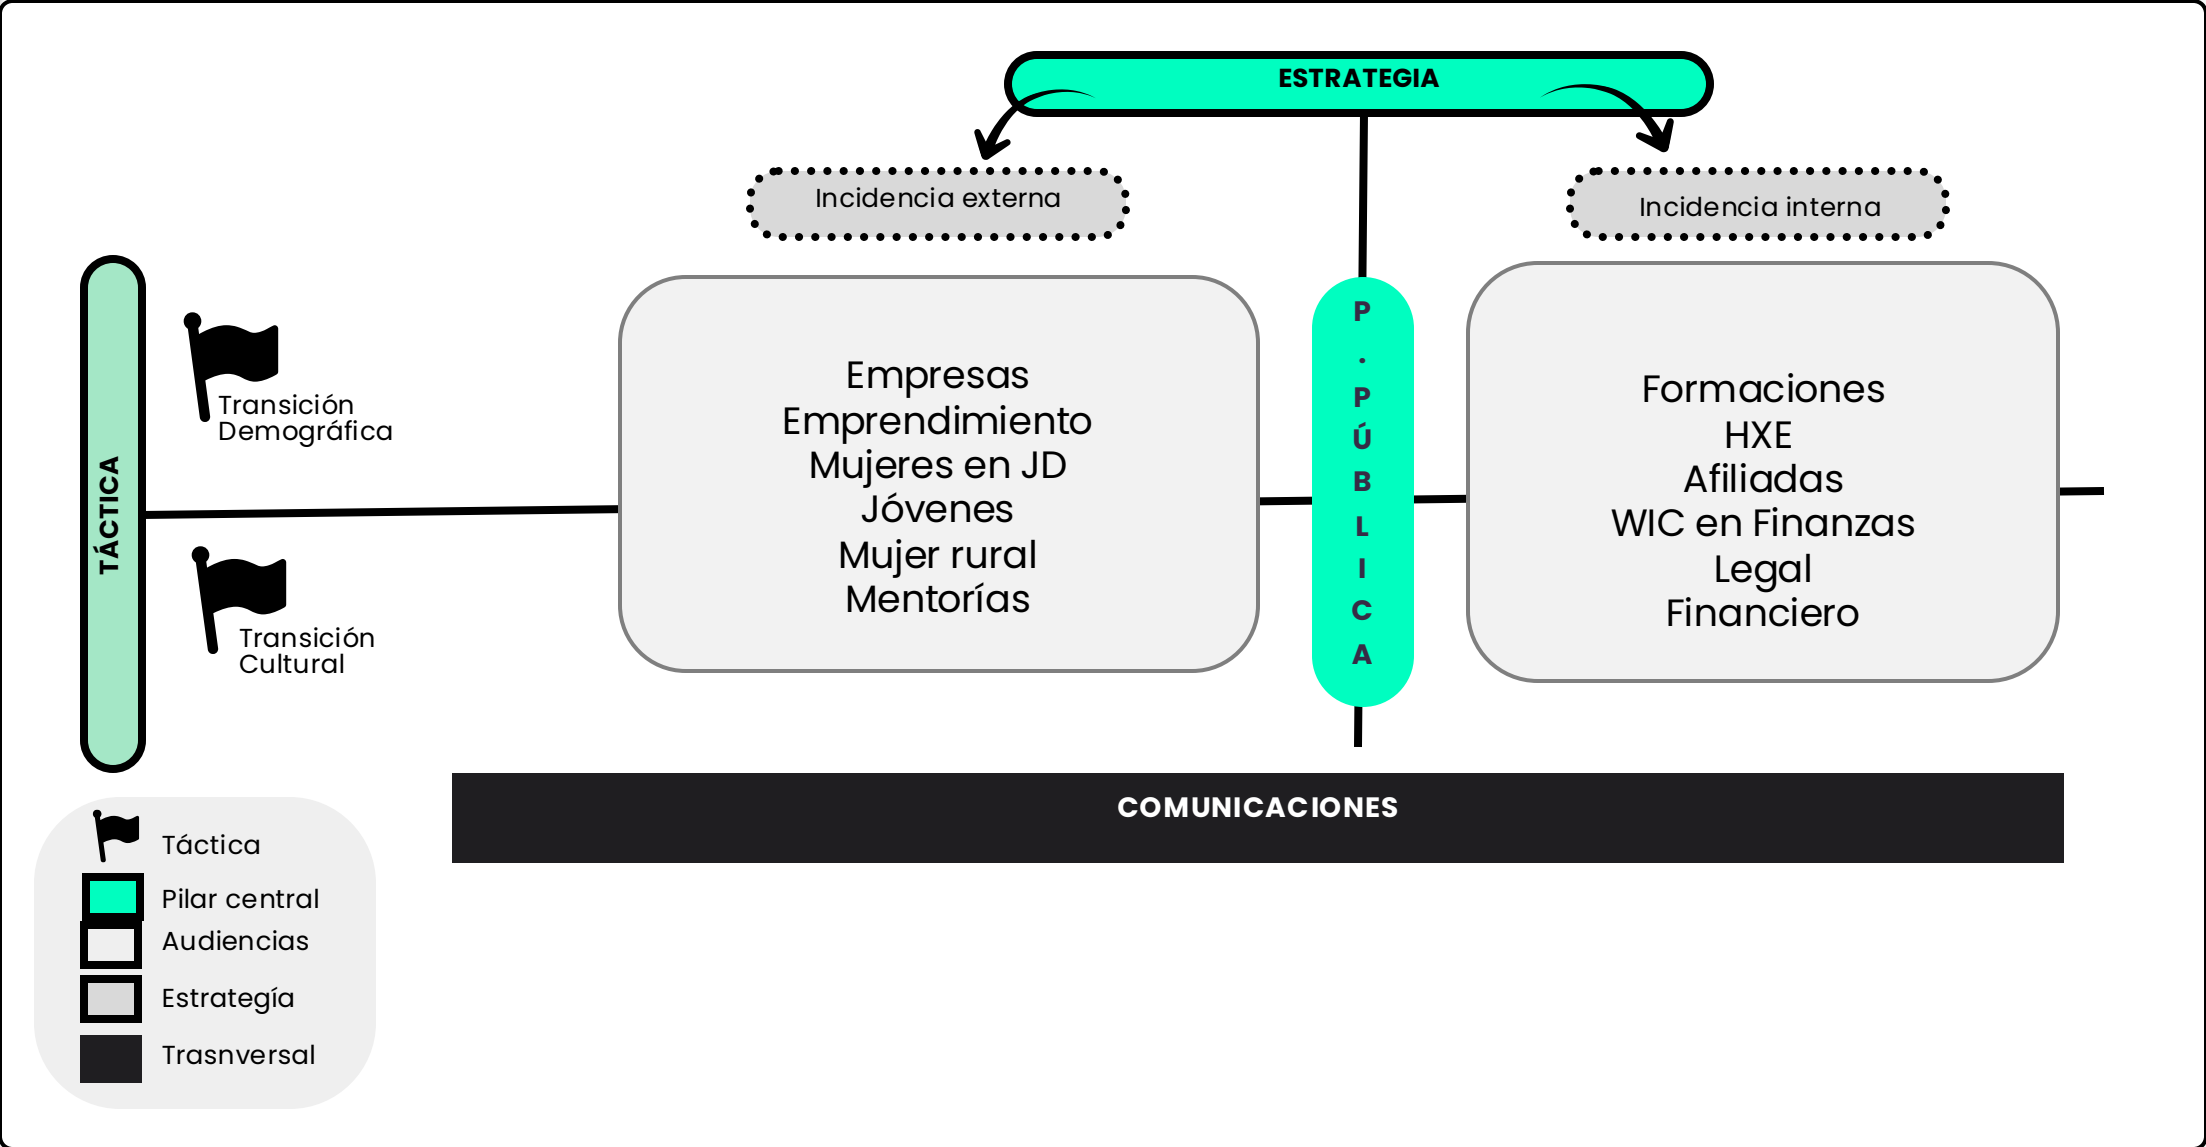 ESTRATEGIA
Incidencia externa
Incidencia interna
TÁCTICA
Transición
Demográfica
Transición
Cultural
Empresas
Emprendimiento
Mujeres en JD
Jóvenes
Mujer rural
Mentorías
P
.
P
Ú
B
L
I
C
A
Formaciones
HXE
Afiliadas
WIC en Finanzas
Legal
Financiero
COMUNICACIONES
Táctica
Pilar central
Audiencias
Estrategía
Trasnversal